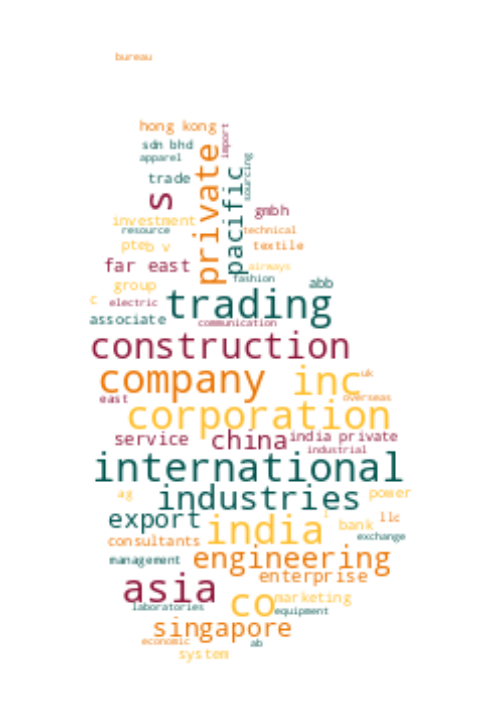 bureau
hong kong
import
sdn bhd
private
apparel
sourcing
pacific
trade
s
gmbh
investment
resource
technical
pte
b v
textile
far east
airways
fashion
group
abb
c
electric
trading
associate
communication
construction
company
inc
uk
east
overseas
corporation
service
china
india private
industrial
international
ag
industries
power
export
india
llc
bank
exchange
consultants
management
engineering
enterprise
asia
co
marketing
laboratories
equipment
singapore
economic
ab
system